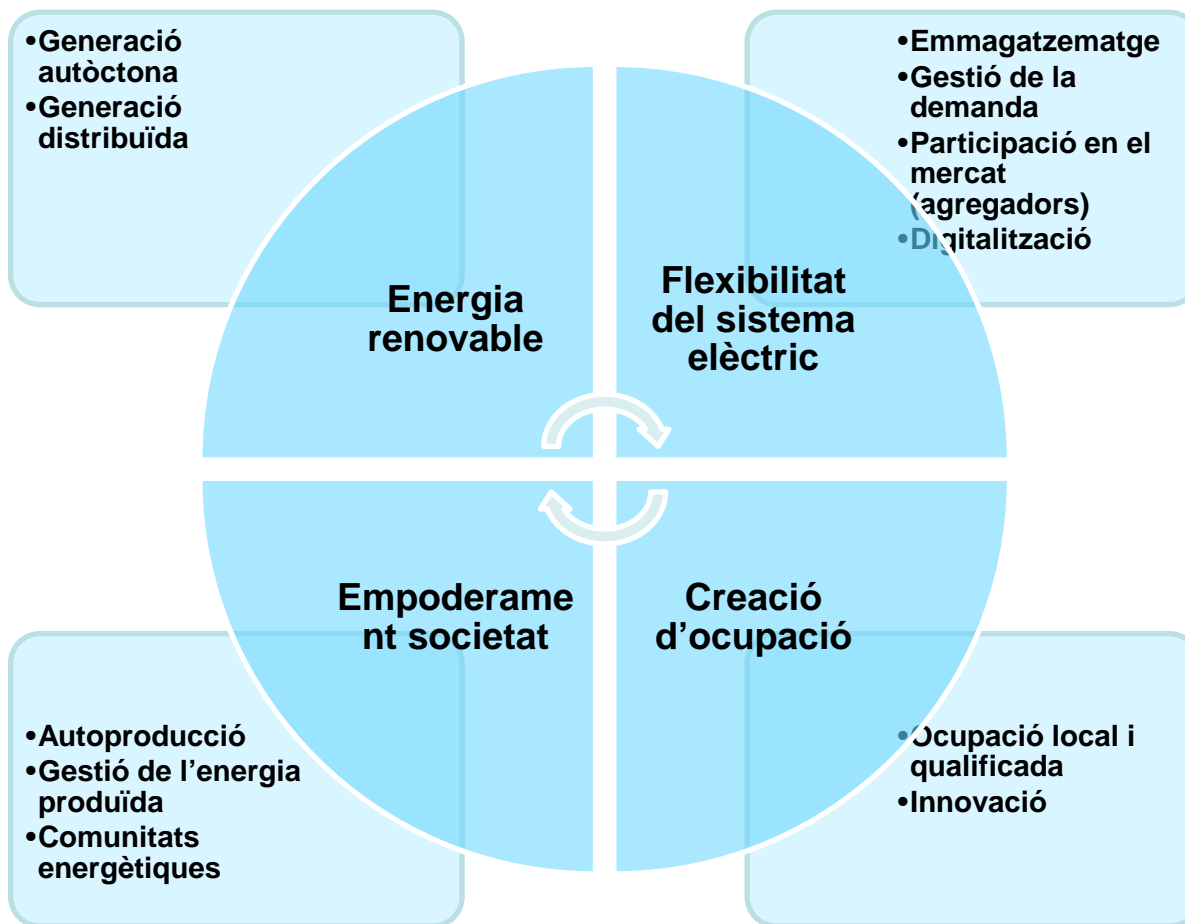 •Generació
autòctona
•Generació
distribuïda
•Emmagatzematge
•Gestió de la
demanda
•Participació en el
mercat
(agregadors)
•Digitalització
Energia
renovable
Flexibilitat
del sistema
elèctric
Empoderame
nt societat
Creació
d’ocupació
•Autoproducció
•Gestió de l’energia
produïda
•Comunitats
energètiques
•Ocupació local i
qualificada
•Innovació